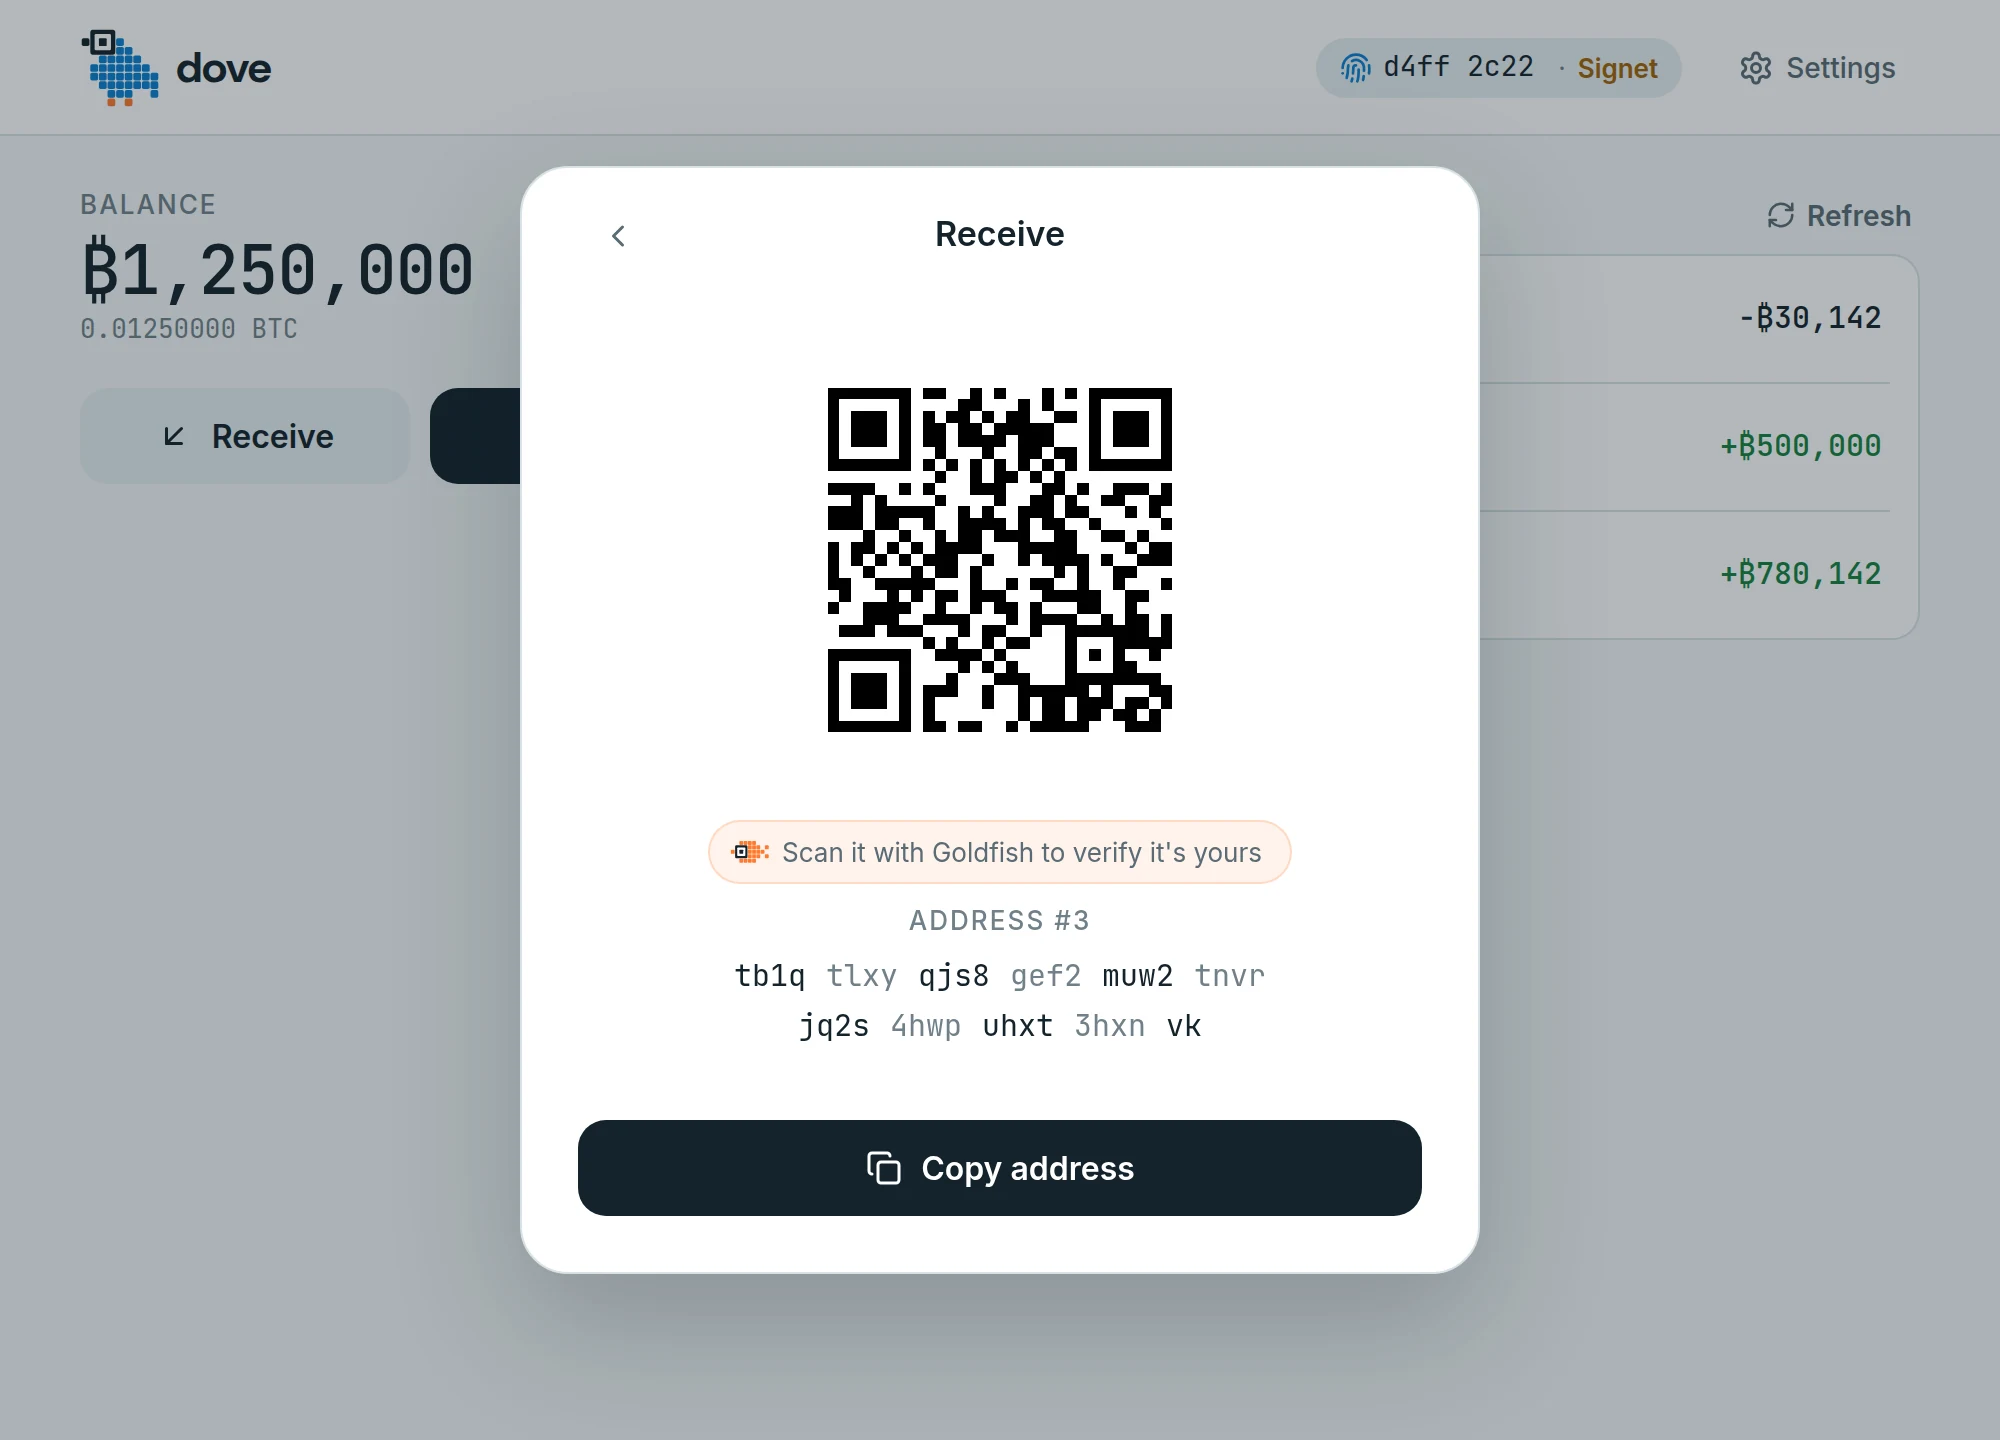 dove
d4ff 2c22 · Signet
Settings
BALANCE
₿1,250,000
0.01250000 BTC
Receive
Refresh
-₿30,142
+₿500,000
+₿780,142
Receive
Scan it with Goldfish to verify it's yours
ADDRESS #3
tb1q tlxy qjs8 gef2 muw2 tnvr
jq2s 4hwp uhxt 3hxn vk
Copy address